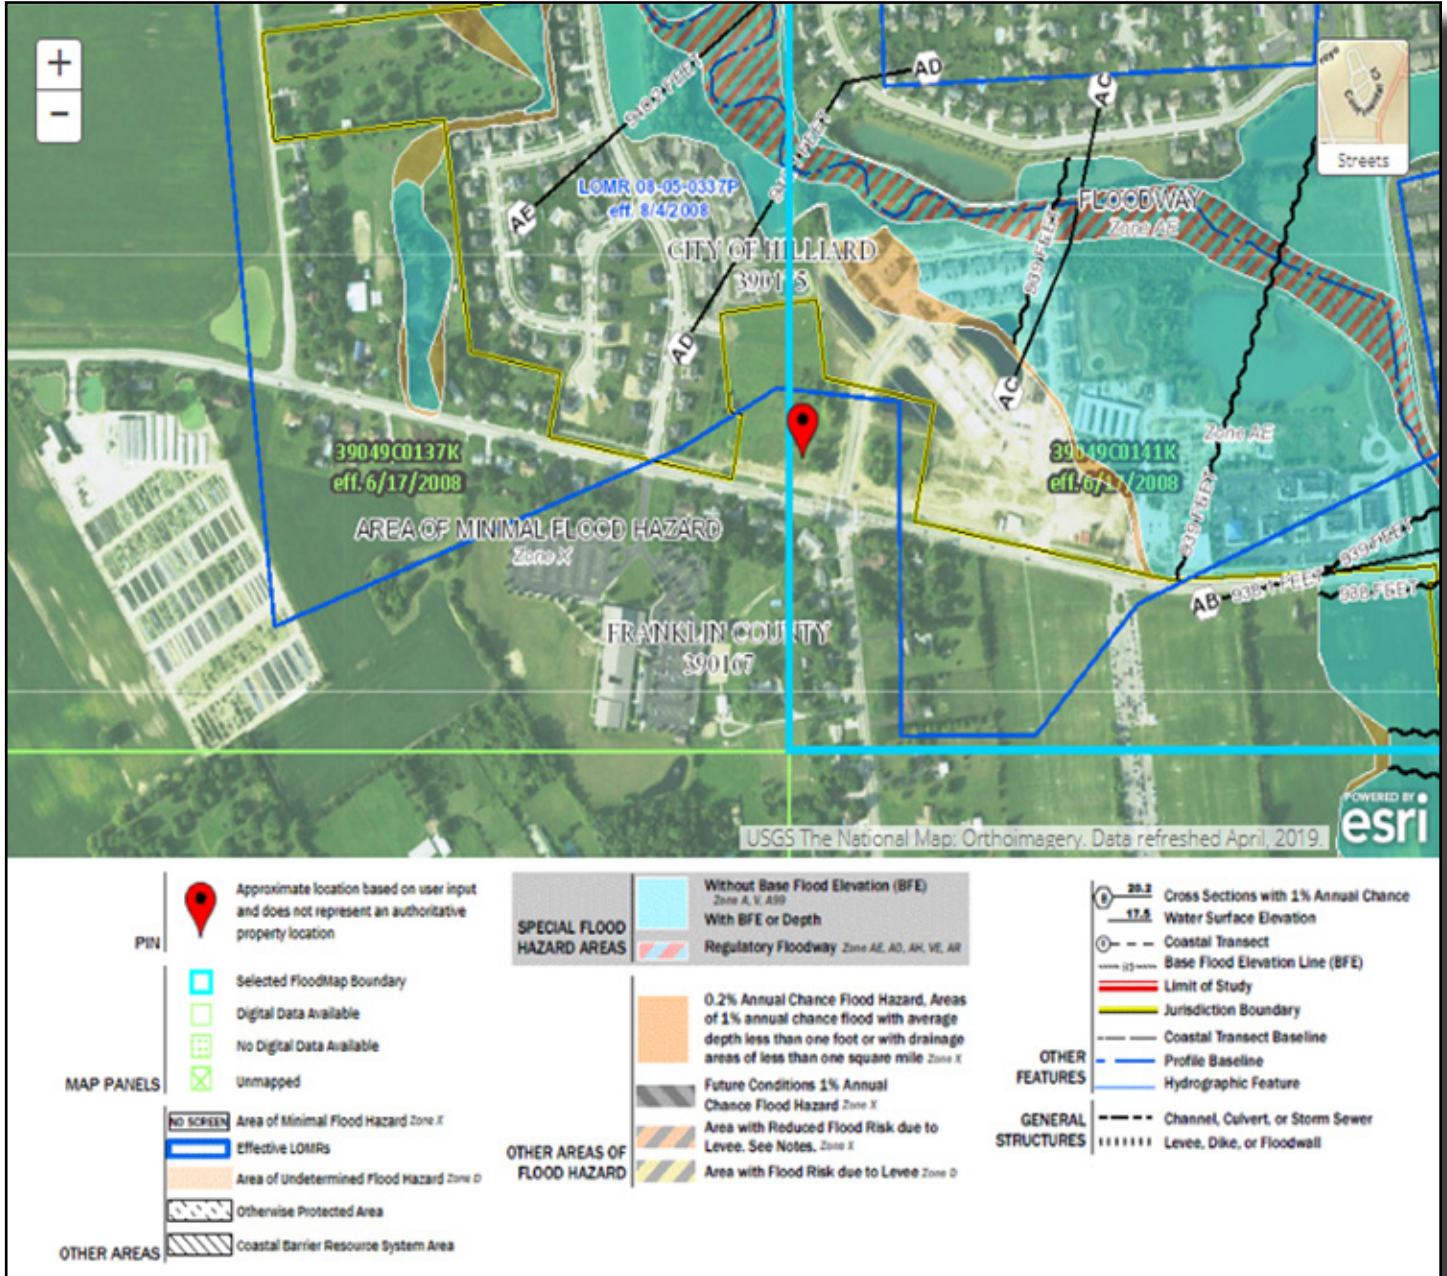 +
−
Streets
AD
AC
LOMR 08-05-0337P
eff. 8/4/2008
AE
FLOODWAY
Zone AE
CITY OF HILLIARD
939 FEET
AD
AC
39049C0137K
eff. 6/17/2008
39049C0141K
eff. 6/17/2008
Zone AE
939 FEET
AREA OF MINIMAL FLOOD HAZARD
Zone X
939 FEET
AB
938.1 FEET
938 FEET
FRANKLIN COUNTY
390167
POWERED BY
esri
USGS The National Map: Orthoimagery. Data refreshed April, 2019.
PIN
Approximate location based on user input
and does not represent an authoritative
property location
MAP PANELS
Selected FloodMap Boundary
Digital Data Available
No Digital Data Available
Unmapped
OTHER AREAS
NO SCREEN Area of Minimal Flood Hazard Zone X
Effective LOMRs
Area of Undetermined Flood Hazard Zone D
Otherwise Protected Area
Coastal Barrier Resource System Area
SPECIAL FLOOD
HAZARD AREAS
Without Base Flood Elevation (BFE)
Zone A, V, A99
With BFE or Depth
Regulatory Floodway Zone AE, AO, AH, VE, AR
OTHER AREAS OF
FLOOD HAZARD
0.2% Annual Chance Flood Hazard, Areas
of 1% annual chance flood with average
depth less than one foot or with drainage
areas of less than one square mile Zone X
Future Conditions 1% Annual
Chance Flood Hazard Zone X
Area with Reduced Flood Risk due to
Levee. See Notes. Zone X
Area with Flood Risk due to Levee Zone D
OTHER
FEATURES
20.2 Cross Sections with 1% Annual Chance
17.5 Water Surface Elevation
Coastal Transect
Base Flood Elevation Line (BFE)
Limit of Study
Jurisdiction Boundary
Coastal Transect Baseline
Profile Baseline
Hydrographic Feature
GENERAL
STRUCTURES
Channel, Culvert, or Storm Sewer
Levee, Dike, or Floodwall